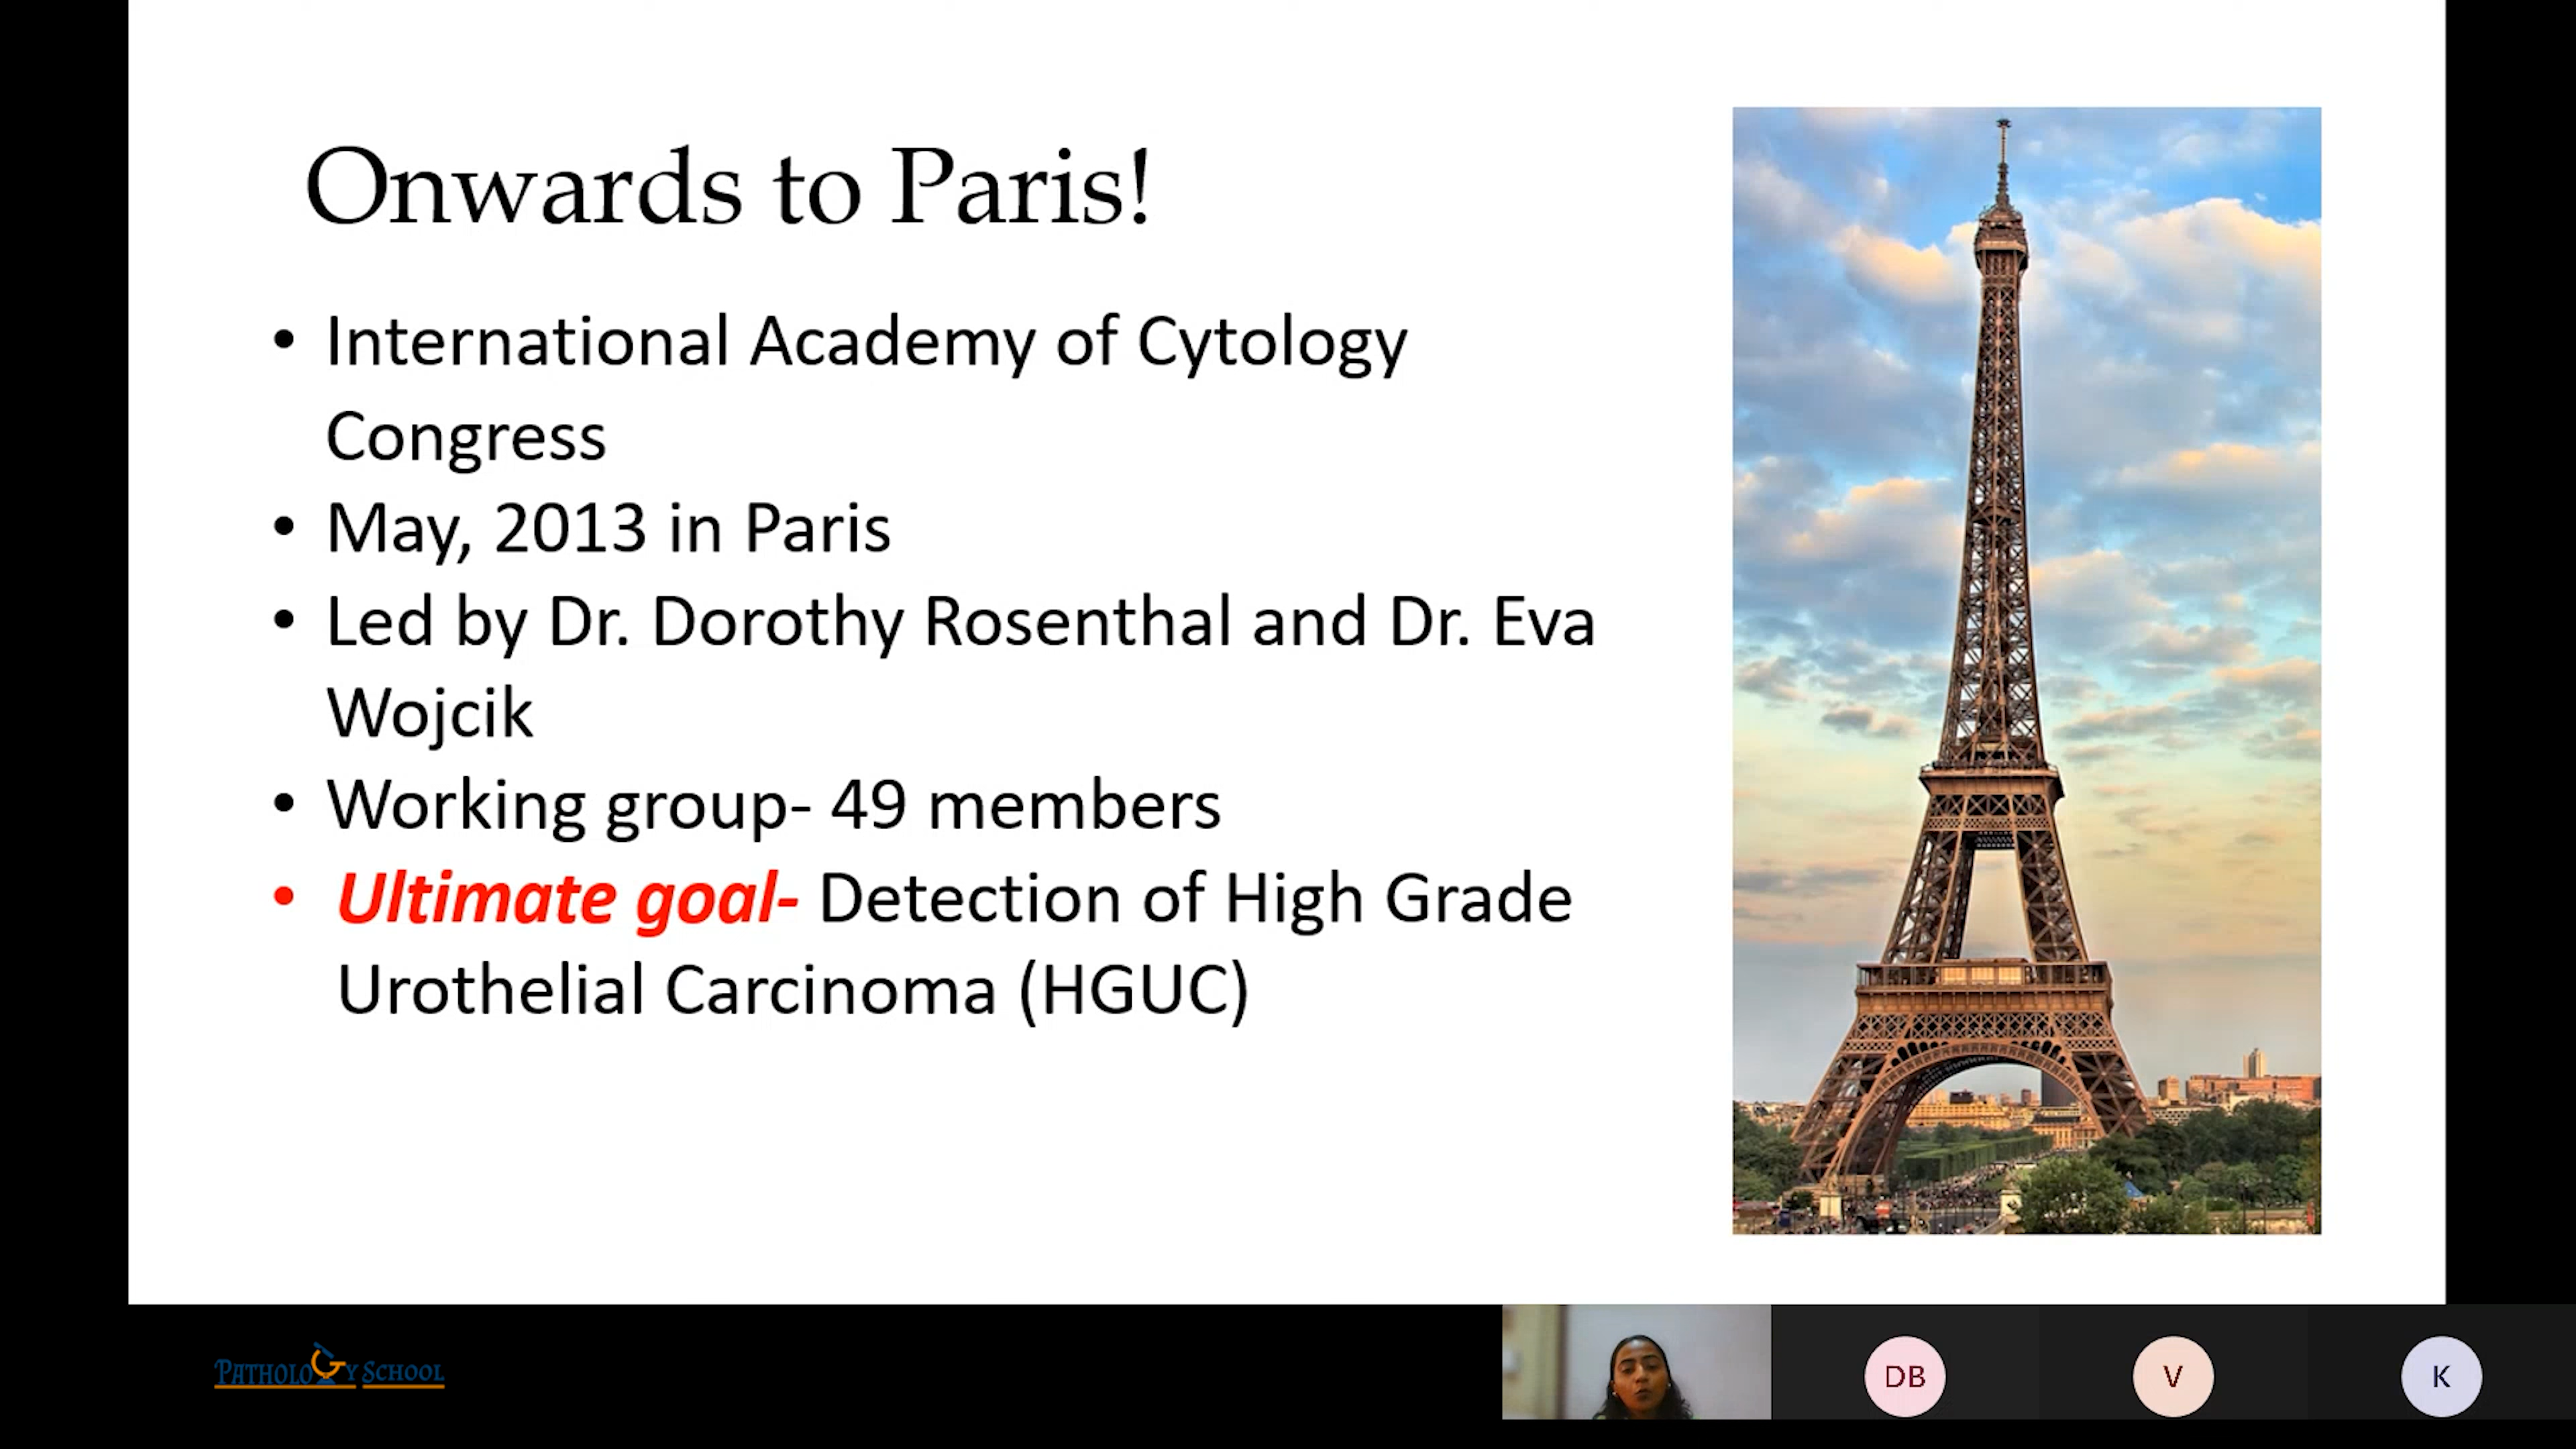 Onwards to Paris!
• International Academy of Cytology
Congress
• May, 2013 in Paris
• Led by Dr. Dorothy Rosenthal and Dr. Eva
Wojcik
• Working group- 49 members
• Ultimate goal- Detection of High Grade
Urothelial Carcinoma (HGUC)
PATHOLOGY SCHOOL
DB
V
K